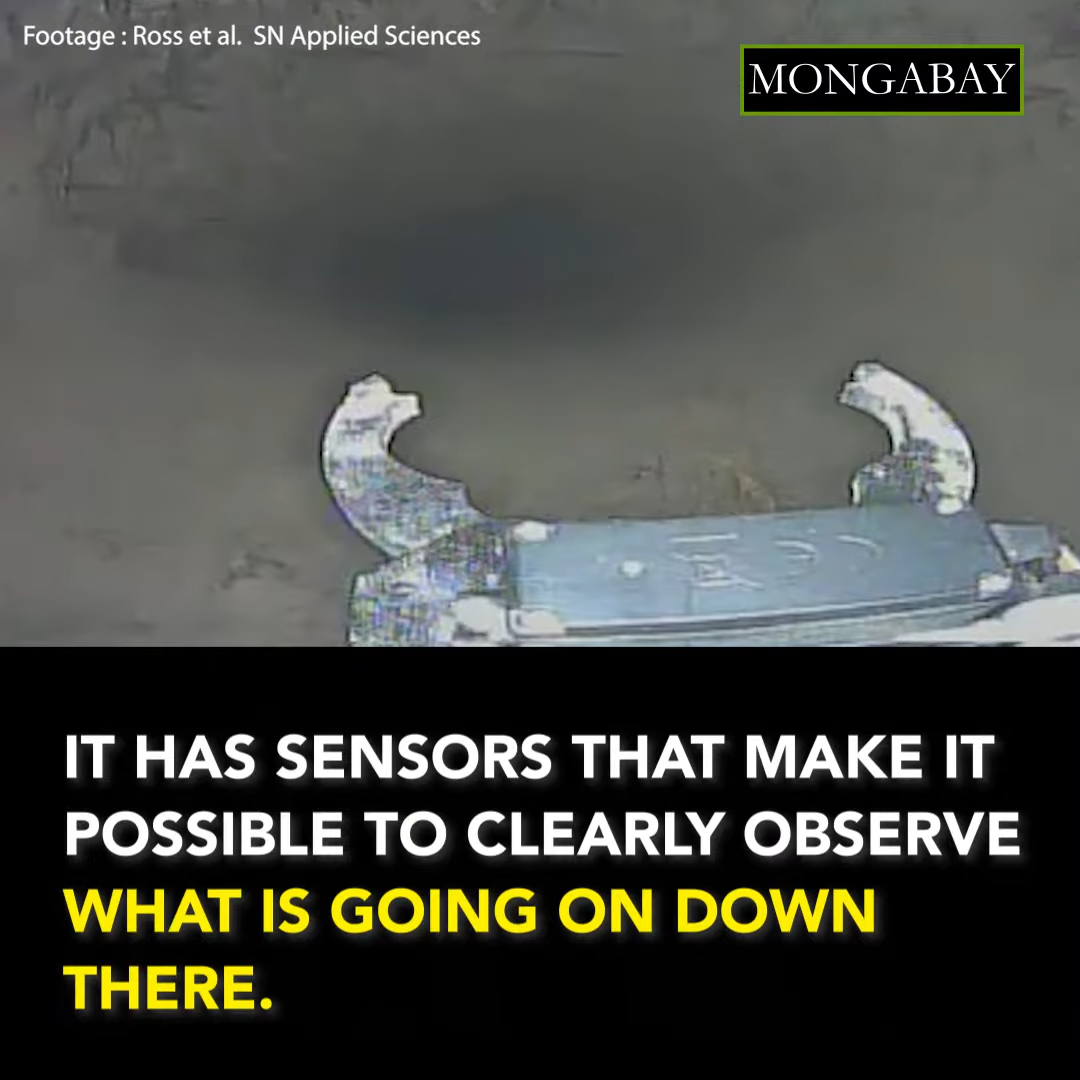 Footage : Ross et al.  SN Applied Sciences
MONGABAY
IT HAS SENSORS THAT MAKE IT
POSSIBLE TO CLEARLY OBSERVE
WHAT IS GOING ON DOWN
THERE.